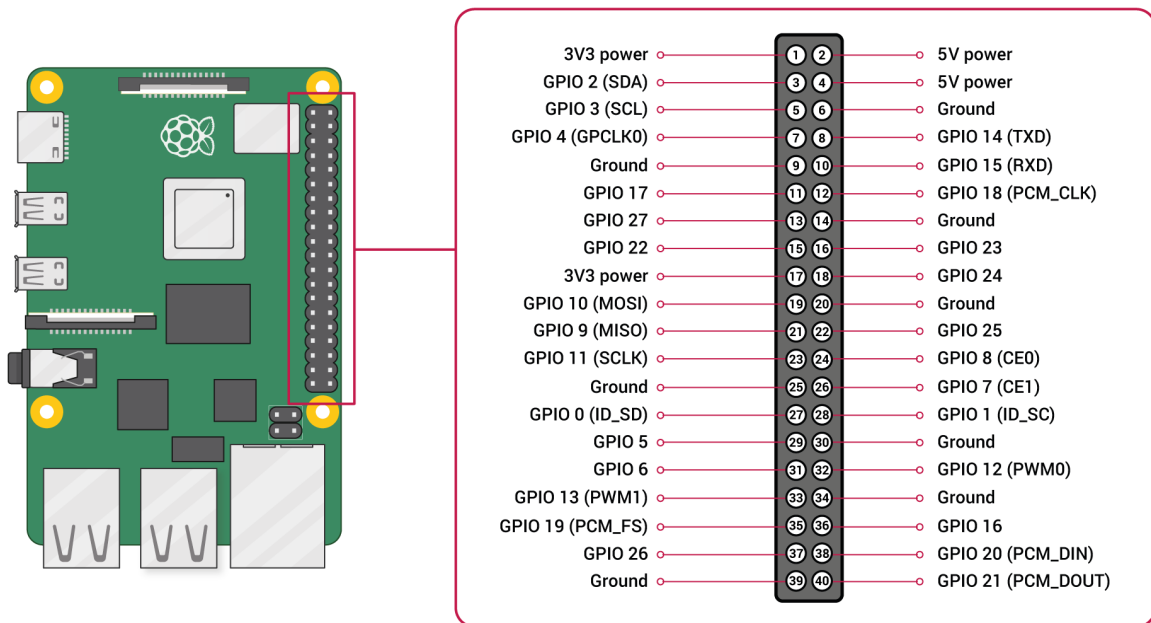 3V3 power 1 2 5V power
GPIO 2 (SDA) 3 4 5V power
GPIO 3 (SCL) 5 6 Ground
GPIO 4 (GPCLK0) 7 8 GPIO 14 (TXD)
Ground 9 10 GPIO 15 (RXD)
GPIO 17 11 12 GPIO 18 (PCM_CLK)
GPIO 27 13 14 Ground
GPIO 22 15 16 GPIO 23
3V3 power 17 18 GPIO 24
GPIO 10 (MOSI) 19 20 Ground
GPIO 9 (MISO) 21 22 GPIO 25
GPIO 11 (SCLK) 23 24 GPIO 8 (CE0)
Ground 25 26 GPIO 7 (CE1)
GPIO 0 (ID_SD) 27 28 GPIO 1 (ID_SC)
GPIO 5 29 30 Ground
GPIO 6 31 32 GPIO 12 (PWM0)
GPIO 13 (PWM1) 33 34 Ground
GPIO 19 (PCM_FS) 35 36 GPIO 16
GPIO 26 37 38 GPIO 20 (PCM_DIN)
Ground 39 40 GPIO 21 (PCM_DOUT)